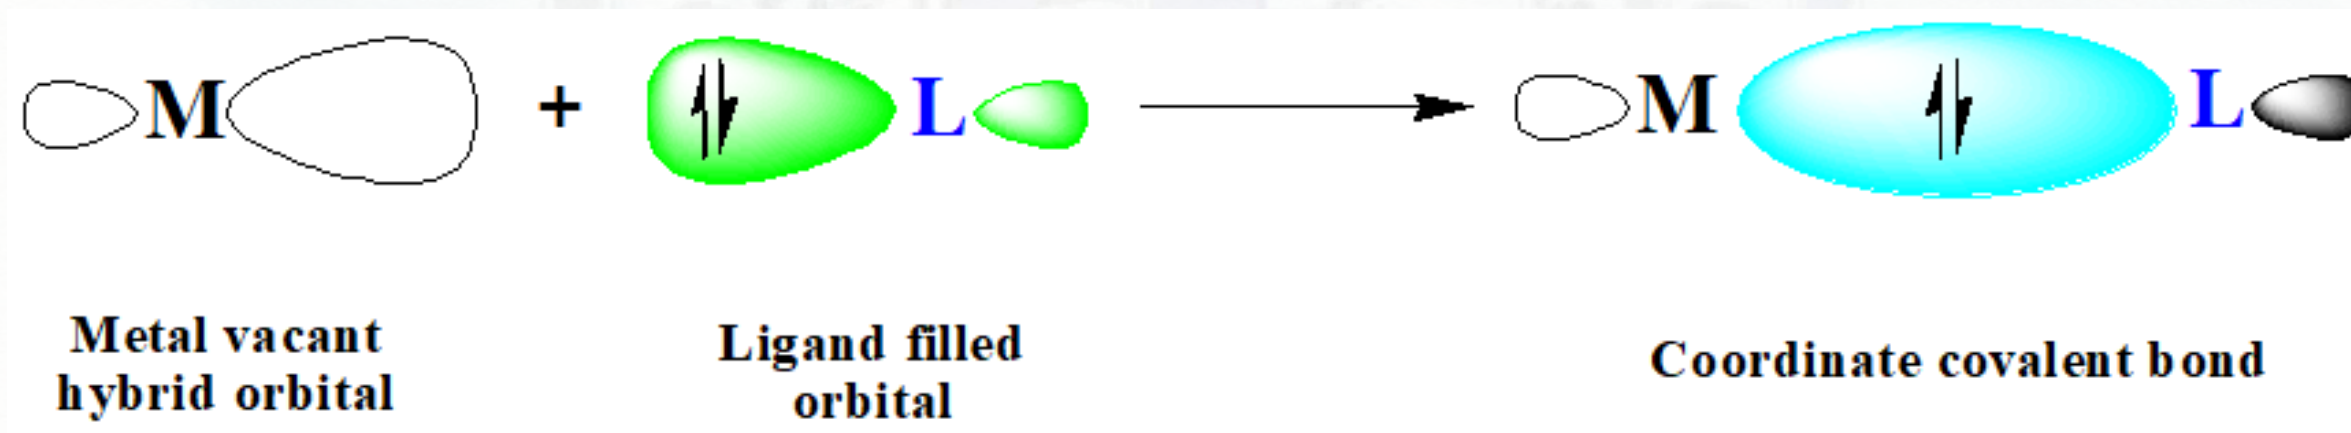 M + L M L
Metal vacant
hybrid orbital
Ligand filled
orbital
Coordinate covalent bond